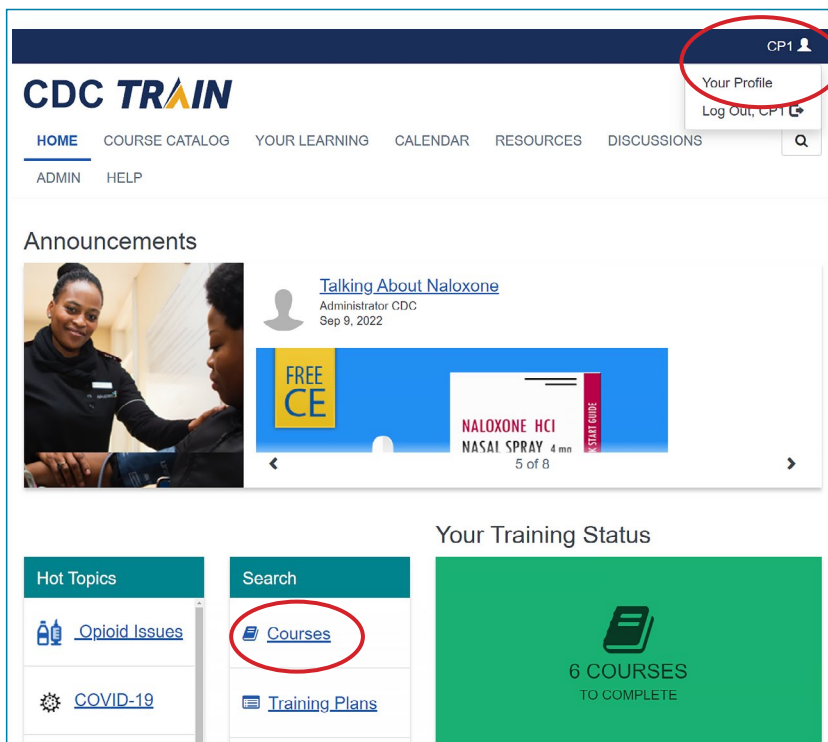 CP1
Your Profile
Log Out, CP1
CDC TRAIN
HOME COURSE CATALOG YOUR LEARNING CALENDAR RESOURCES DISCUSSIONS
ADMIN HELP
Announcements
Talking About Naloxone
Administrator CDC
Sep 9, 2022
FREE
CE
NALOXONE HCI
NASAL SPRAY 4 mg
START GUIDE
5 of 8
Your Training Status
Hot Topics
Search
Opioid Issues
Courses
6 COURSES
TO COMPLETE
COVID-19
Training Plans